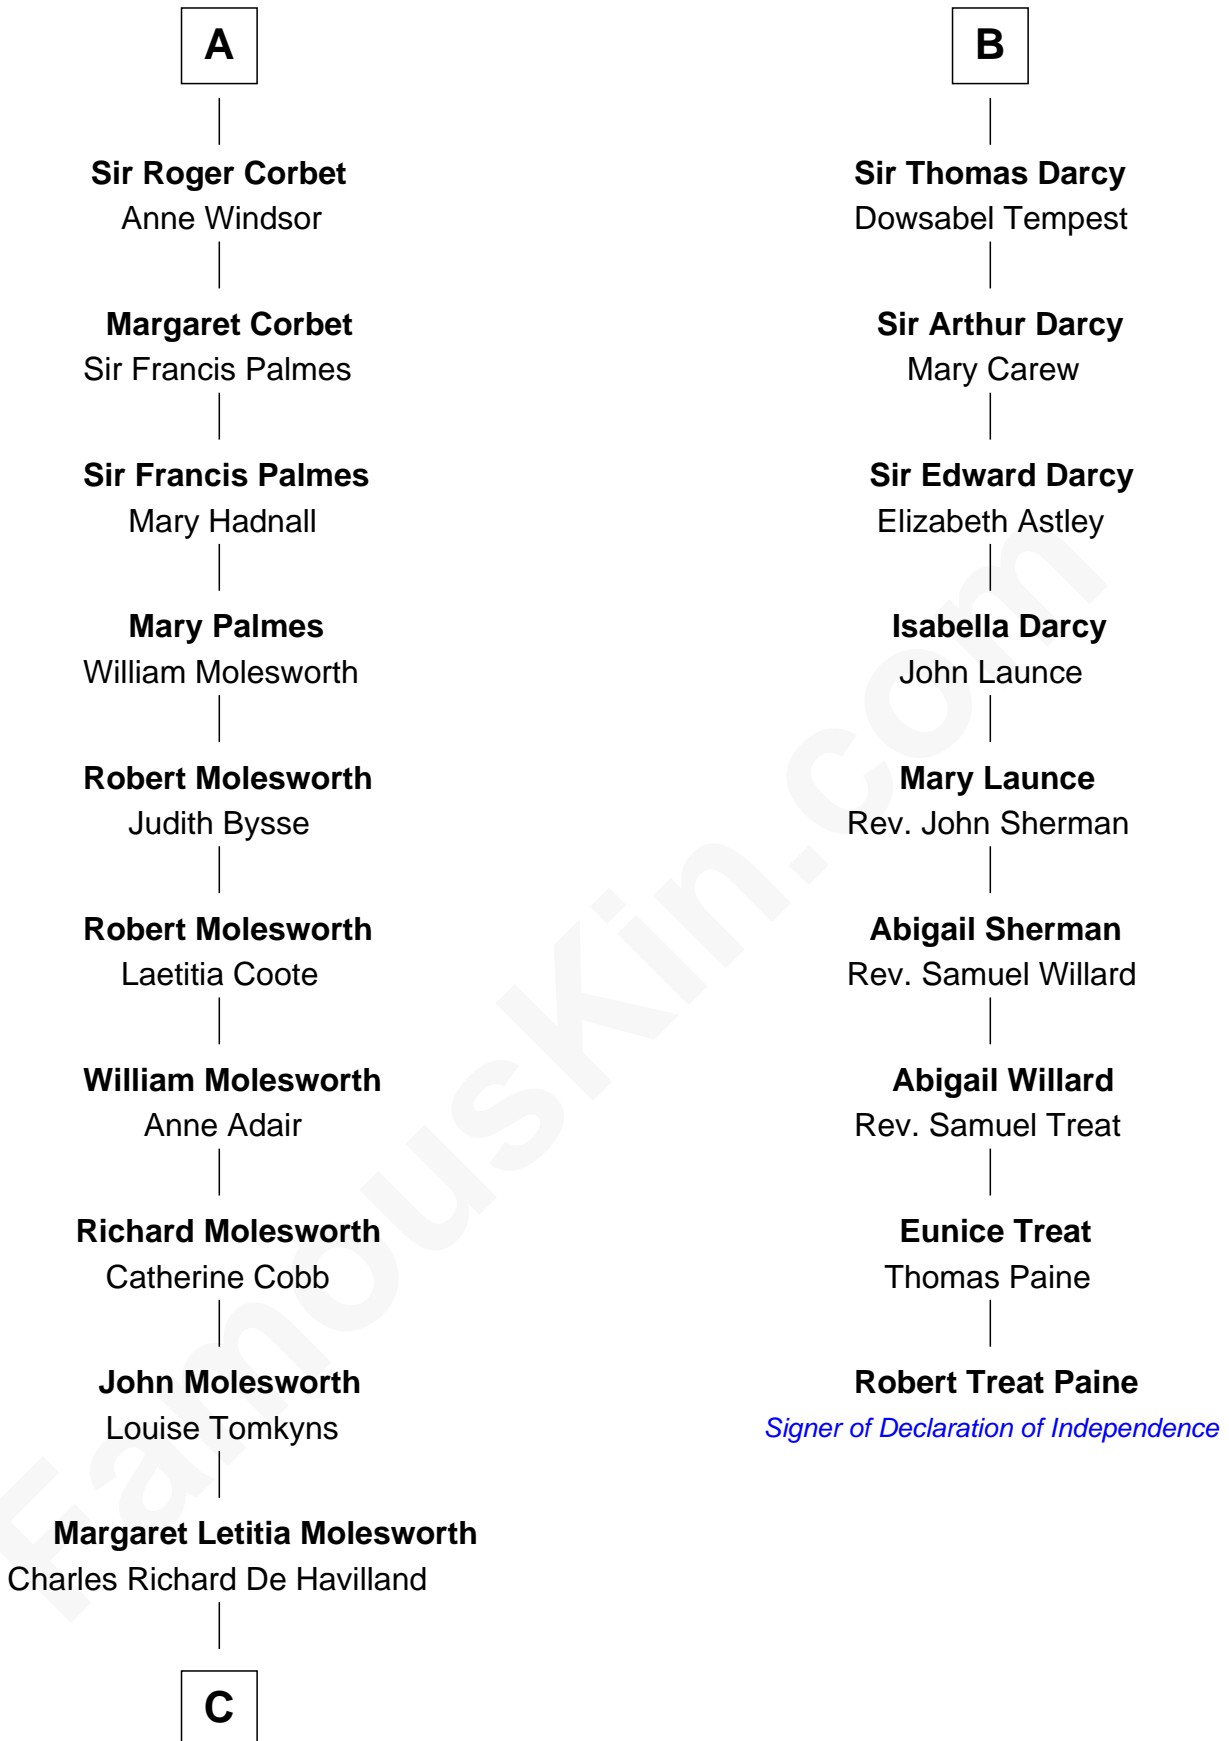 A
Sir Roger Corbet
Anne Windsor
Margaret Corbet
Sir Francis Palmes
Sir Francis Palmes
Mary Hadnall
Mary Palmes
William Molesworth
Robert Molesworth
Judith Bysse
Robert Molesworth
Laetitia Coote
William Molesworth
Anne Adair
Richard Molesworth
Catherine Cobb
John Molesworth
Louise Tomkyns
Margaret Letitia Molesworth
Charles Richard De Havilland
C
B
Sir Thomas Darcy
Dowsabel Tempest
Sir Arthur Darcy
Mary Carew
Sir Edward Darcy
Elizabeth Astley
Isabella Darcy
John Launce
Mary Launce
Rev. John Sherman
Abigail Sherman
Rev. Samuel Willard
Abigail Willard
Rev. Samuel Treat
Eunice Treat
Thomas Paine
Robert Treat Paine
Signer of Declaration of Independence
FamousKin.com